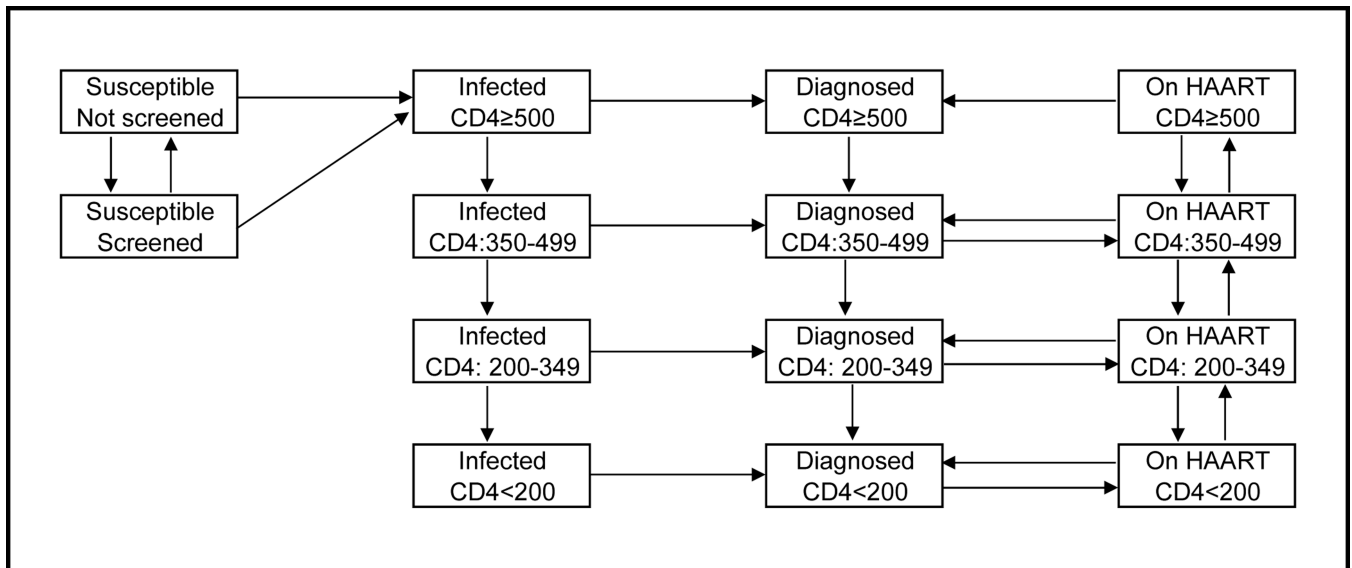 Susceptible
Not screened
Infected
CD4≥500
Diagnosed
CD4≥500
On HAART
CD4≥500
Susceptible
Screened
Infected
CD4:350-499
Diagnosed
CD4:350-499
On HAART
CD4:350-499
Infected
CD4: 200-349
Diagnosed
CD4: 200-349
On HAART
CD4: 200-349
Infected
CD4<200
Diagnosed
CD4<200
On HAART
CD4<200